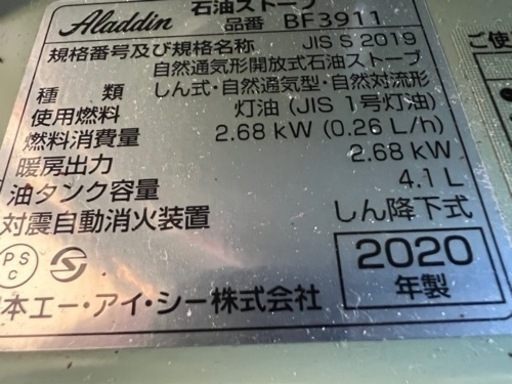 Aladdin 石油ストーブ
品番 BF3911
規格番号及び規格名称 JIS S 2019
自然通気形開放式石油ストーブ
種類 しん式・自然通気型・自然対流形
使用燃料 灯油 (JIS 1号灯油)
燃料消費量 2.68 kW (0.26 L/h)
暖房出力 2.68 kW
油タンク容量 4.1 L
対震自動消火装置 しん降下式
PS
C
2020
年製
本エー・アイ・シー株式会社
ご使